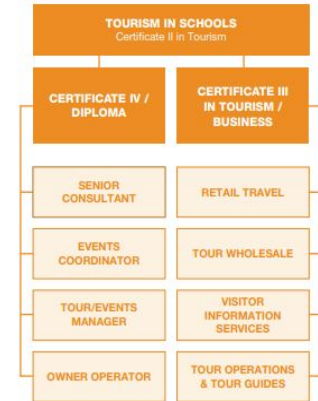 TOURISM IN SCHOOLS
Certificate II in Tourism
CERTIFICATE IV /
DIPLOMA
CERTIFICATE III
IN TOURISM /
BUSINESS
SENIOR
CONSULTANT
RETAIL TRAVEL
EVENTS
COORDINATOR
TOUR WHOLESALE
TOUR/EVENTS
MANAGER
VISITOR
INFORMATION
SERVICES
OWNER OPERATOR
TOUR OPERATIONS
& TOUR GUIDES